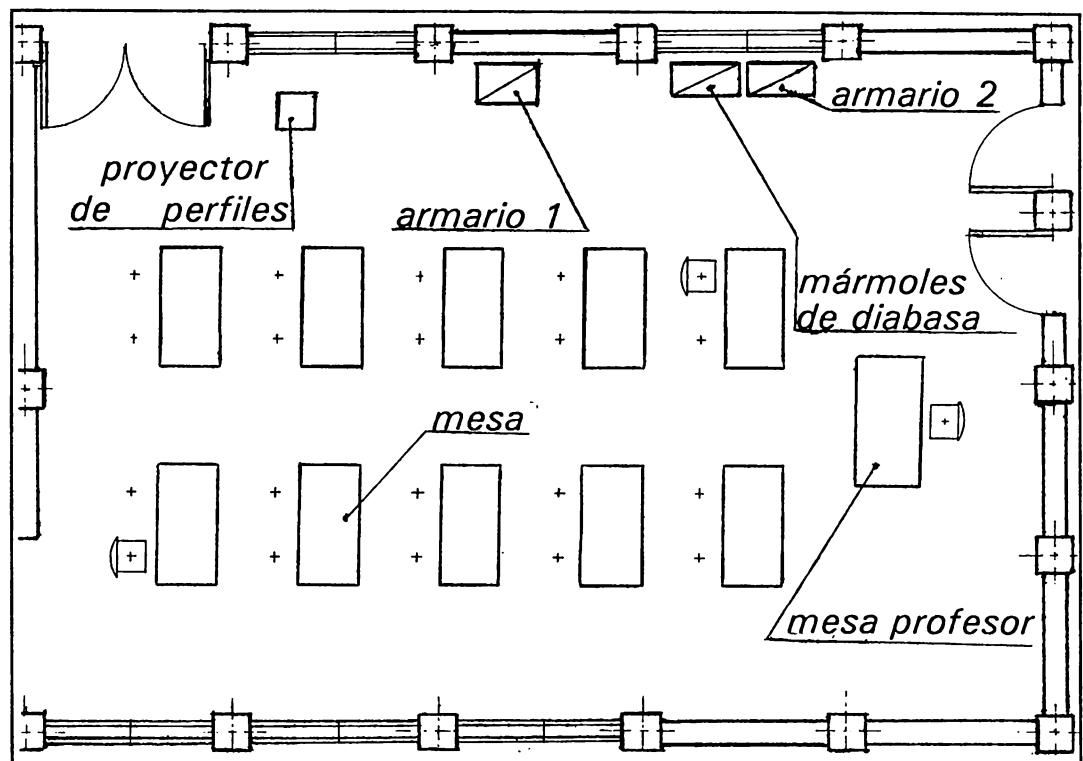 armario 2
proyector
de perfiles
armario 1
mármoles
de diabasa
mesa
mesa profesor